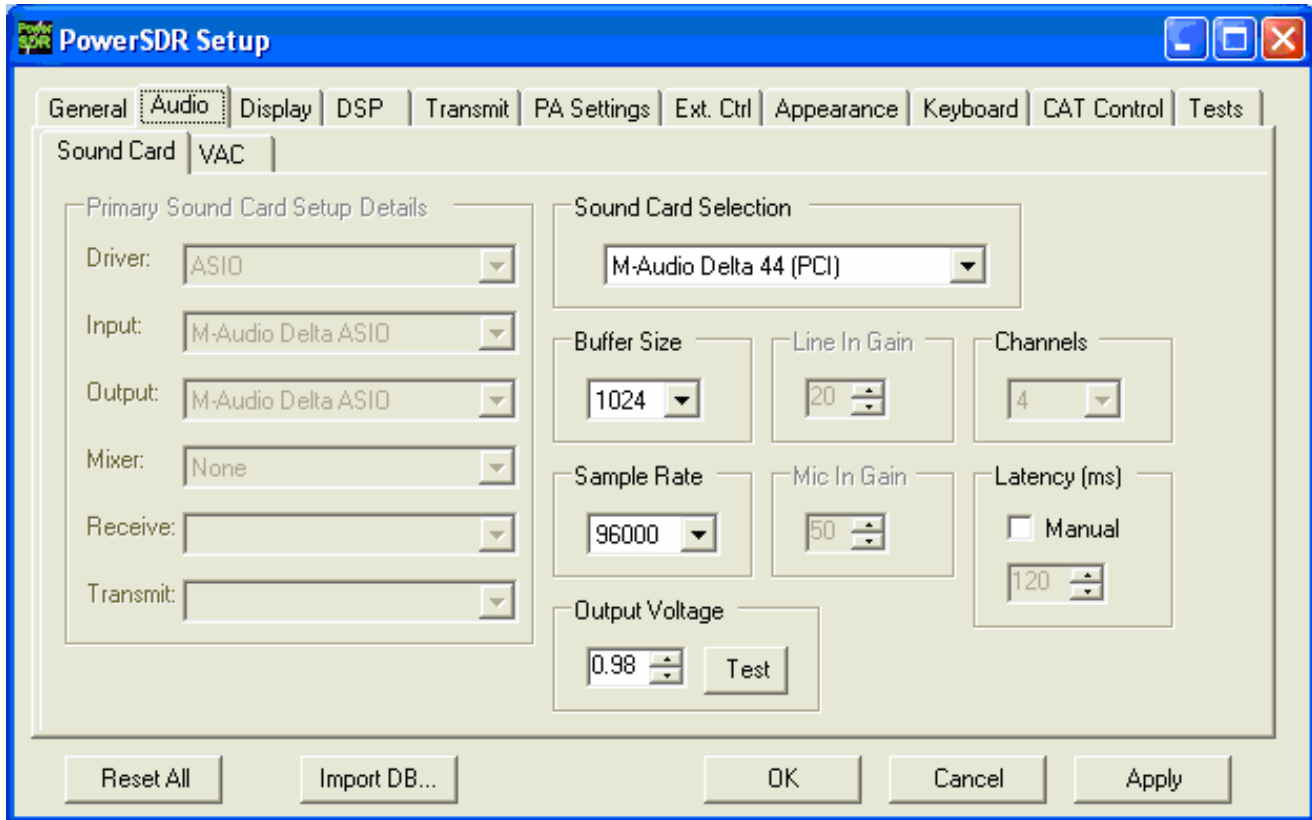 Power SDR PowerSDR Setup
General Audio Display DSP Transmit PA Settings Ext. Ctrl Appearance Keyboard CAT Control Tests
Sound Card VAC
Primary Sound Card Setup Details
Driver: ASIO
Input: M-Audio Delta ASIO
Output: M-Audio Delta ASIO
Mixer: None
Receive:
Transmit:
Sound Card Selection
M-Audio Delta 44 (PCI)
Buffer Size
1024
Line In Gain
20
Channels
4
Sample Rate
96000
Mic In Gain
50
Latency (ms)
Manual
120
Output Voltage
0.98 Test
Reset All Import DB... OK Cancel Apply